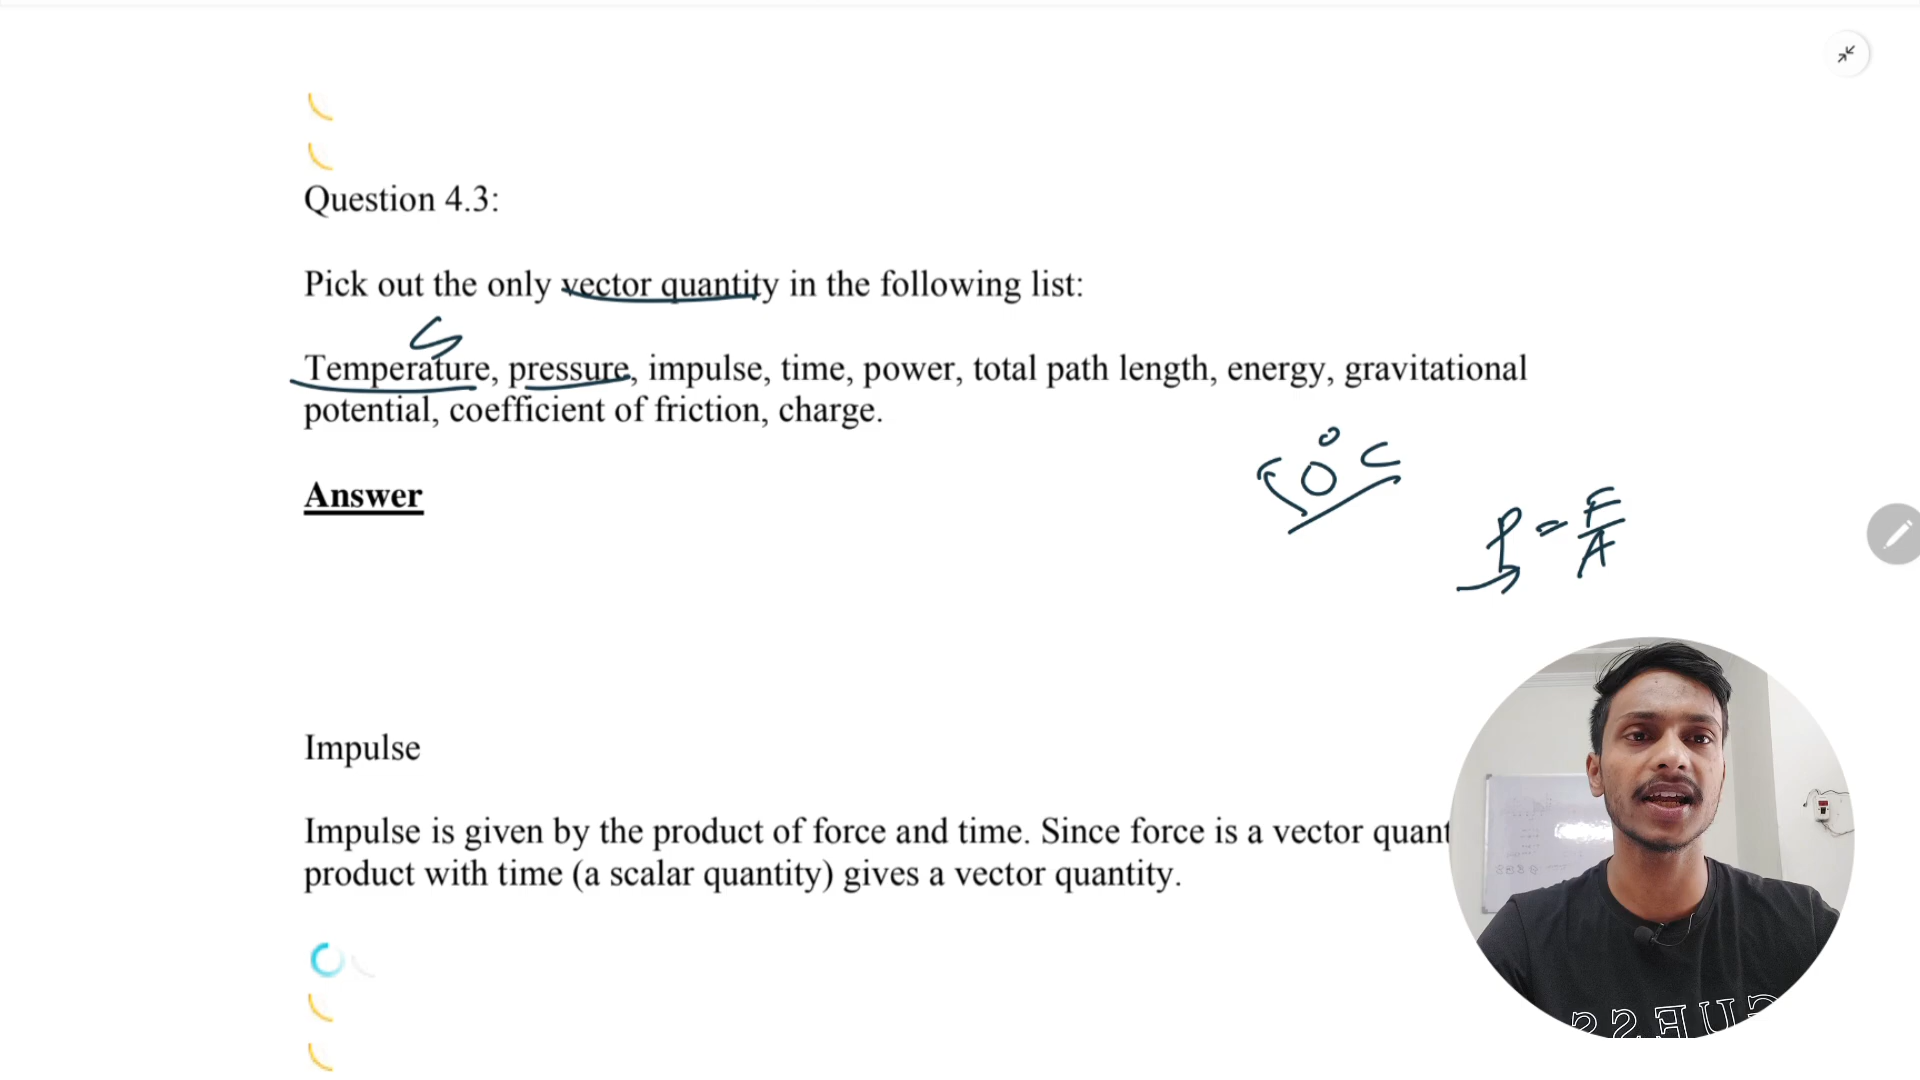 Question 4.3:
Pick out the only vector quantity in the following list:
S
Temperature, pressure, impulse, time, power, total path length, energy, gravitational
potential, coefficient of friction, charge.
Answer
P = F/A
Impulse
Impulse is given by the product of force and time. Since force is a vector quant
product with time (a scalar quantity) gives a vector quantity.
GUESS